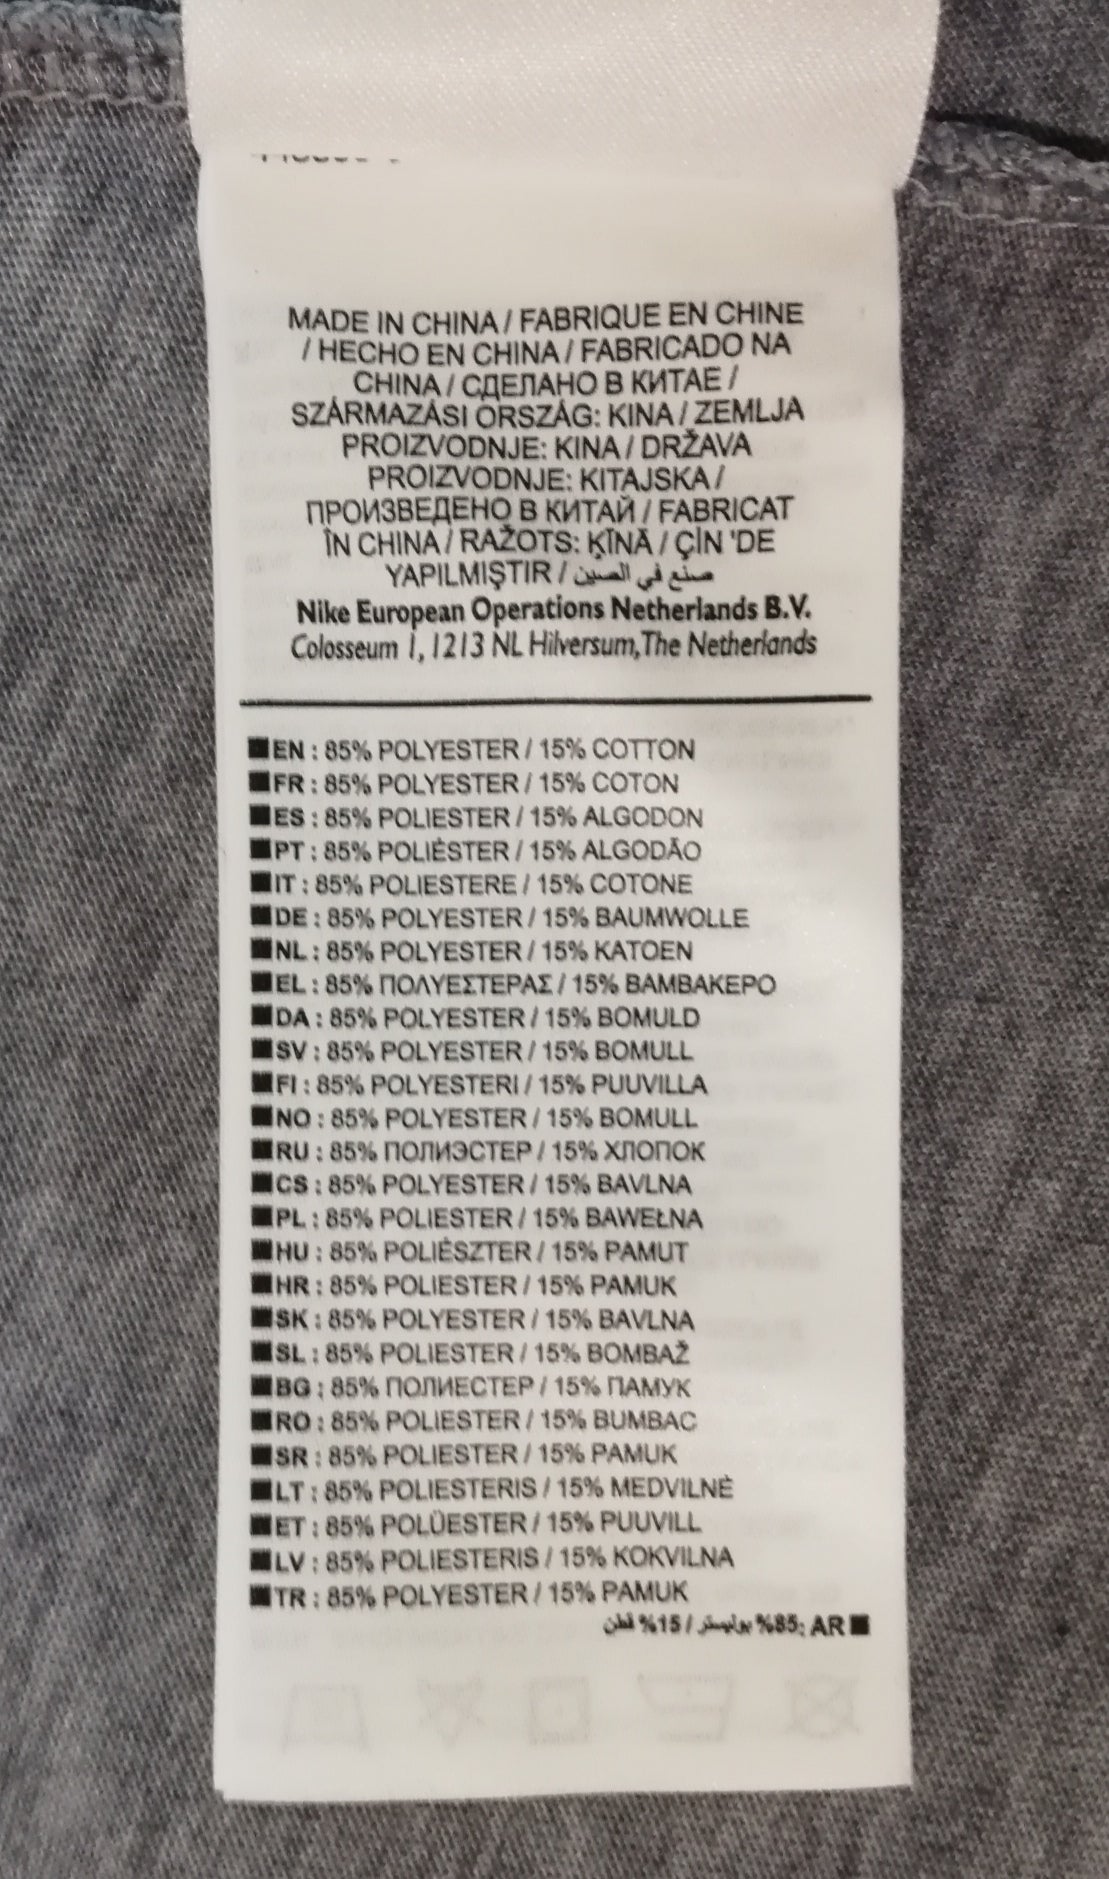 MADE IN CHINA / FABRIQUE EN CHINE
/ HECHO EN CHINA / FABRICADO NA
CHINA / СДЕЛАНО В КИТАЕ /
SZÁRMAZÁSI ORSZÁG: KINA / ZEMLJA
PROIZVODNJE: KINA / DRŽAVA
PROIZVODNJE: KITAJSKA /
ПРОИЗВЕДЕНО В КИТАЙ / FABRICAT
ÎN CHINA / RAŽOTS: ĶĪNĀ / ÇİN 'DE
YAPILMIŞTIR / صنع في الصين
Nike European Operations Netherlands B.V.
Colosseum 1, 1213 NL Hilversum, The Netherlands
■EN : 85% POLYESTER / 15% COTTON
■FR : 85% POLYESTER / 15% COTON
■ES : 85% POLIESTER / 15% ALGODON
■PT : 85% POLIÉSTER / 15% ALGODÃO
■IT : 85% POLIESTERE / 15% COTONE
■DE : 85% POLYESTER / 15% BAUMWOLLE
■NL : 85% POLYESTER / 15% KATOEN
■EL : 85% ΠΟΛΥΕΣΤΕΡΑΣ / 15% ΒΑΜΒΑΚΕΡΟ
■DA : 85% POLYESTER / 15% BOMULD
■SV : 85% POLYESTER / 15% BOMULL
■FI : 85% POLYESTERI / 15% PUUVILLA
■NO : 85% POLYESTER / 15% BOMULL
■RU : 85% ПОЛИЭСТЕР / 15% ХЛОПОК
■CS : 85% POLYESTER / 15% BAVLNA
■PL : 85% POLIESTER / 15% BAWEŁNA
■HU : 85% POLIÉSZTER / 15% PAMUT
■HR : 85% POLIESTER / 15% PAMUK
■SK : 85% POLYESTER / 15% BAVLNA
■SL : 85% POLIESTER / 15% BOMBAŽ
■BG : 85% ПОЛИЕСТЕР / 15% ПАМУК
■RO : 85% POLIESTER / 15% BUMBAC
■SR : 85% POLIESTER / 15% PAMUK
■LT : 85% POLIESTERIS / 15% MEDVILNĖ
■ET : 85% POLÜESTER / 15% PUUVILL
■LV : 85% POLIESTERIS / 15% KOKVILNA
■TR : 85% POLYESTER / 15% PAMUK
■ AR: 85% بوليستر / 15% قطن